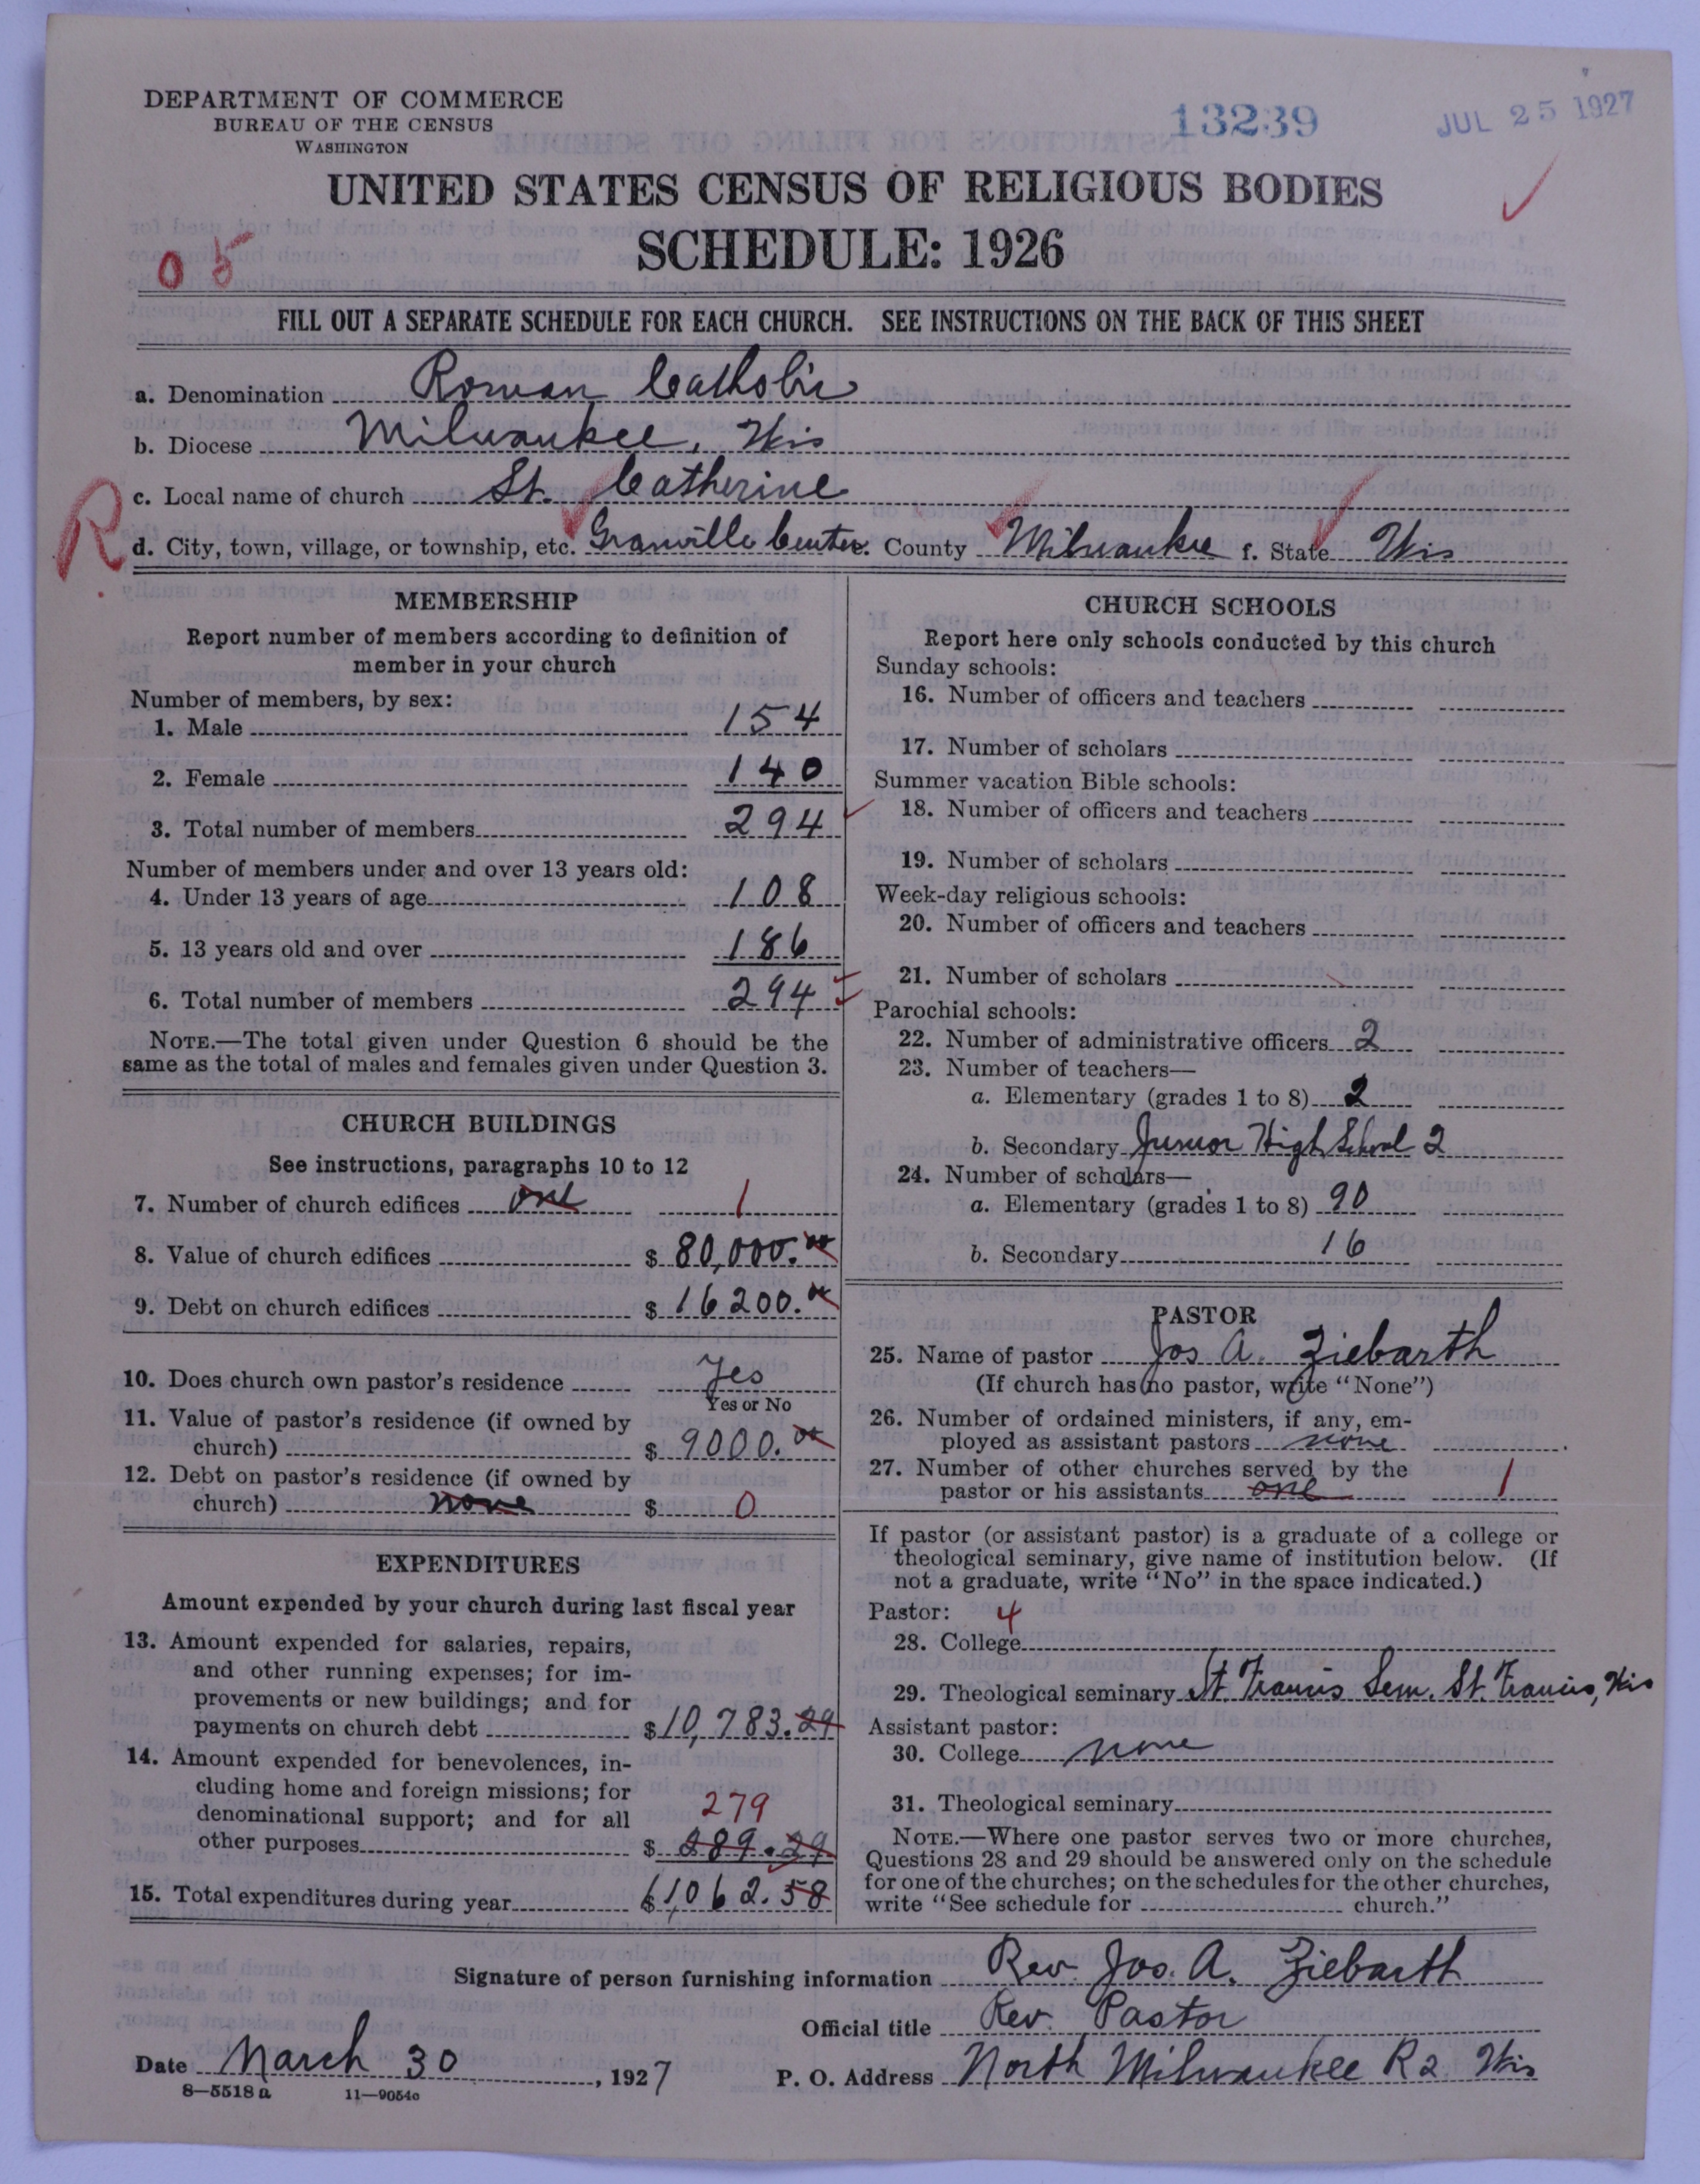 DEPARTMENT OF COMMERCE
BUREAU OF THE CENSUS
WASHINGTON
13239
JUL 25 1927
UNITED STATES CENSUS OF RELIGIOUS BODIES
SCHEDULE: 1926
0 5
FILL OUT A SEPARATE SCHEDULE FOR EACH CHURCH. SEE INSTRUCTIONS ON THE BACK OF THIS SHEET
a. Denomination Roman Catholic
b. Diocese Milwaukee, Wis
c. Local name of church St. Catherine
R
d. City, town, village, or township, etc. Granville Center. County Milwaukee f. State Wis
MEMBERSHIP
Report number of members according to definition of
member in your church
Number of members, by sex:
1. Male 154
2. Female 140
3. Total number of members 294
Number of members under and over 13 years old:
4. Under 13 years of age 108
5. 13 years old and over 186
6. Total number of members 294
NOTE.—The total given under Question 6 should be the
same as the total of males and females given under Question 3.
CHURCH BUILDINGS
See instructions, paragraphs 10 to 12
7. Number of church edifices one 1
8. Value of church edifices $ 80,000.00
9. Debt on church edifices $ 16200.00
10. Does church own pastor's residence Yes
Yes or No
11. Value of pastor's residence (if owned by
church) $ 9000.00
12. Debt on pastor's residence (if owned by
church) none $ 0
EXPENDITURES
Amount expended by your church during last fiscal year
13. Amount expended for salaries, repairs,
and other running expenses; for im-
provements or new buildings; and for
payments on church debt $ 10,783.29
14. Amount expended for benevolences, in-
cluding home and foreign missions; for
denominational support; and for all 279
other purposes $ 289.29
15. Total expenditures during year $ 1,062.58
CHURCH SCHOOLS
Report here only schools conducted by this church
Sunday schools:
16. Number of officers and teachers
17. Number of scholars
Summer vacation Bible schools:
18. Number of officers and teachers
19. Number of scholars
Week-day religious schools:
20. Number of officers and teachers
21. Number of scholars
Parochial schools:
22. Number of administrative officers 2
23. Number of teachers—
a. Elementary (grades 1 to 8) 2
b. Secondary Junior High School 2
24. Number of scholars—
a. Elementary (grades 1 to 8) 90
b. Secondary 16
PASTOR
25. Name of pastor Jos A. Ziebarth
(If church has no pastor, write "None")
26. Number of ordained ministers, if any, em-
ployed as assistant pastors none
27. Number of other churches served by the
pastor or his assistants one 1
If pastor (or assistant pastor) is a graduate of a college or
theological seminary, give name of institution below. (If
not a graduate, write "No" in the space indicated.)
Pastor: 4
28. College
29. Theological seminary St. Francis Sem. St. Francis, Wis
Assistant pastor:
30. College none
31. Theological seminary
NOTE.—Where one pastor serves two or more churches,
Questions 28 and 29 should be answered only on the schedule
for one of the churches; on the schedules for the other churches,
write "See schedule for church."
Signature of person furnishing information Rev. Jos. A. Ziebarth
Official title Rev. Pastor
Date March 30, 1927 P. O. Address North Milwaukee R2 Wis
8—5518 a 11—9054c